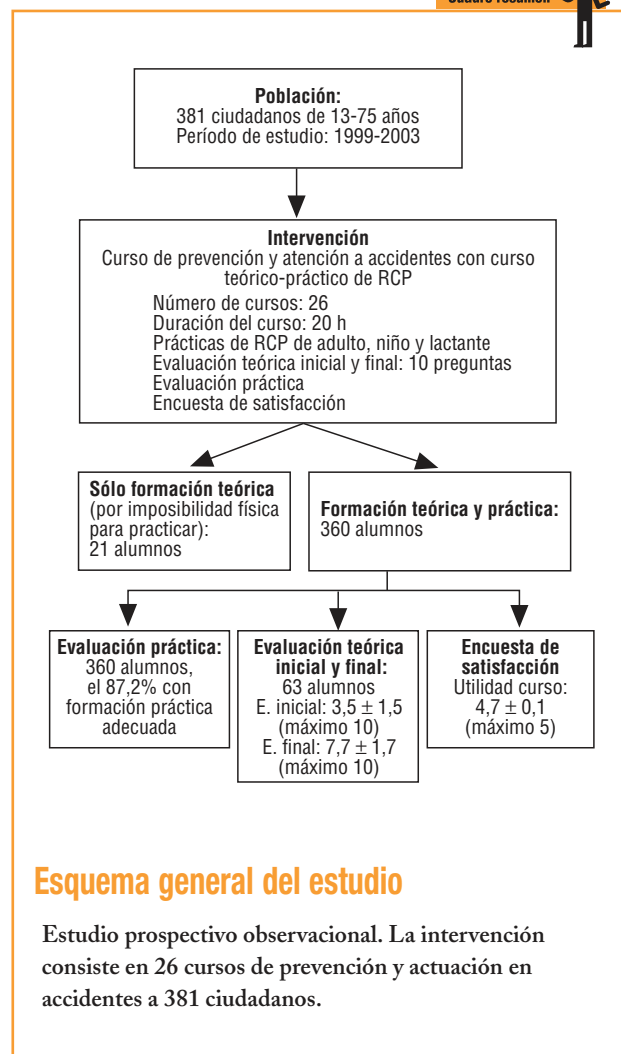 Cuadro resumen
Población:
381 ciudadanos de 13-75 años
Período de estudio: 1999-2003
Intervención
Curso de prevención y atención a accidentes con curso
teórico-práctico de RCP
Número de cursos: 26
Duración del curso: 20 h
Prácticas de RCP de adulto, niño y lactante
Evaluación teórica inicial y final: 10 preguntas
Evaluación práctica
Encuesta de satisfacción
Sólo formación teórica
(por imposibilidad física
para practicar):
21 alumnos
Formación teórica y práctica:
360 alumnos
Evaluación práctica:
360 alumnos,
el 87,2% con
formación práctica
adecuada
Evaluación teórica
inicial y final:
63 alumnos
E. inicial: 3,5 ± 1,5
(máximo 10)
E. final: 7,7 ± 1,7
(máximo 10)
Encuesta de
satisfacción
Utilidad curso:
4,7 ± 0,1
(máximo 5)
Esquema general del estudio
Estudio prospectivo observacional. La intervención
consiste en 26 cursos de prevención y actuación en
accidentes a 381 ciudadanos.